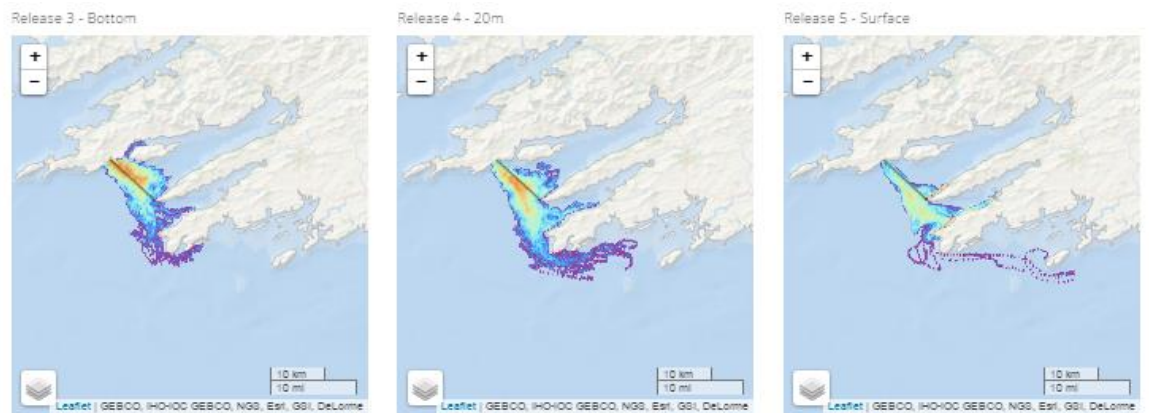 Release 3 - Bottom
Release 4 - 20m
Release 5 - Surface
+
−
+
−
+
−
10 km
10 mi
10 km
10 mi
10 km
10 mi
Leaflet | GEBCO, IHO-IOC GEBCO, NGS, Esri, GSI, DeLorme
Leaflet | GEBCO, IHO-IOC GEBCO, NGS, Esri, GSI, DeLorme
Leaflet | GEBCO, IHO-IOC GEBCO, NGS, Esri, GSI, DeLorme